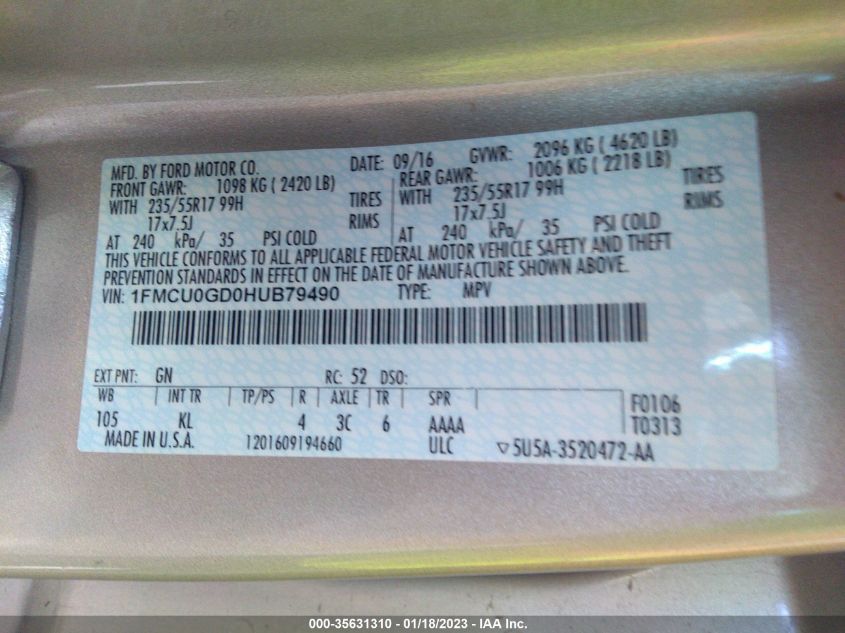 MFD. BY FORD MOTOR CO. DATE: 09/16 GVWR: 2096 KG ( 4620 LB)
FRONT GAWR: 1098 KG ( 2420 LB) REAR GAWR: 1006 KG ( 2218 LB)
WITH 235/55R17 99H TIRES WITH 235/55R17 99H TIRES
17x7.5J RIMS 17x7.5J RIMS
AT 240 kPa/ 35 PSI COLD AT 240 kPa/ 35 PSI COLD
THIS VEHICLE CONFORMS TO ALL APPLICABLE FEDERAL MOTOR VEHICLE SAFETY AND THEFT
PREVENTION STANDARDS IN EFFECT ON THE DATE OF MANUFACTURE SHOWN ABOVE.
VIN: 1FMCU0GD0HUB79490 TYPE: MPV
EXT PNT: GN RC: 52 DSO:
WB INT TR TP/PS R AXLE TR SPR F0106
105 KL 4 3C 6 AAAA T0313
MADE IN U.S.A. 1201609194660 ULC 5U5A-3520472-AA
000-35631310 - 01/18/2023 - IAA Inc.